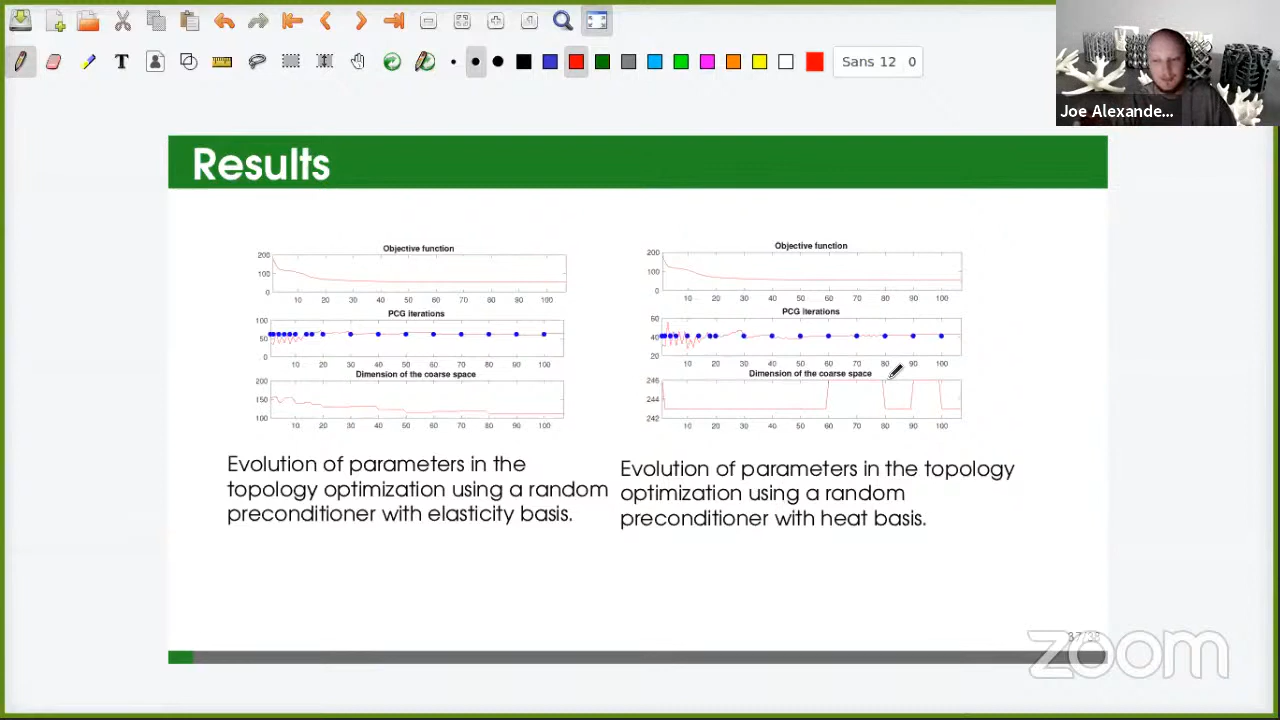 Sans 12 0
Joe Alexande...
Results
Objective function
200
100
0
10 20 30 40 50 60 70 80 90 100
PCG iterations
100
50
0
10 20 30 40 50 60 70 80 90 100
Dimension of the coarse space
200
150
100
10 20 30 40 50 60 70 80 90 100
Evolution of parameters in the
topology optimization using a random
preconditioner with elasticity basis.
Objective function
200
100
0
10 20 30 40 50 60 70 80 90 100
PCG iterations
60
40
20
10 20 30 40 50 60 70 80 90 100
Dimension of the coarse space
246
244
242
10 20 30 40 50 60 70 80 90 100
Evolution of parameters in the topology
optimization using a random
preconditioner with heat basis.
zoom